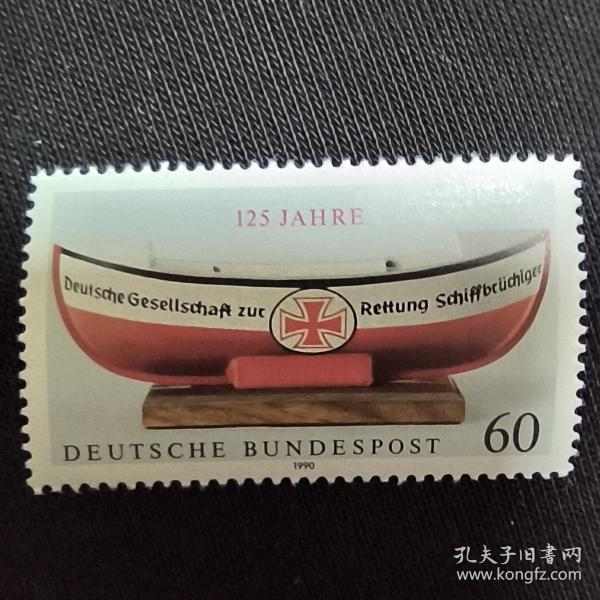 125 JAHRE
Deutsche Gesellschaft zur Rettung Schiffbrüchiger
DEUTSCHE BUNDESPOST 60
1990
孔夫子旧书网
www.kongfz.com